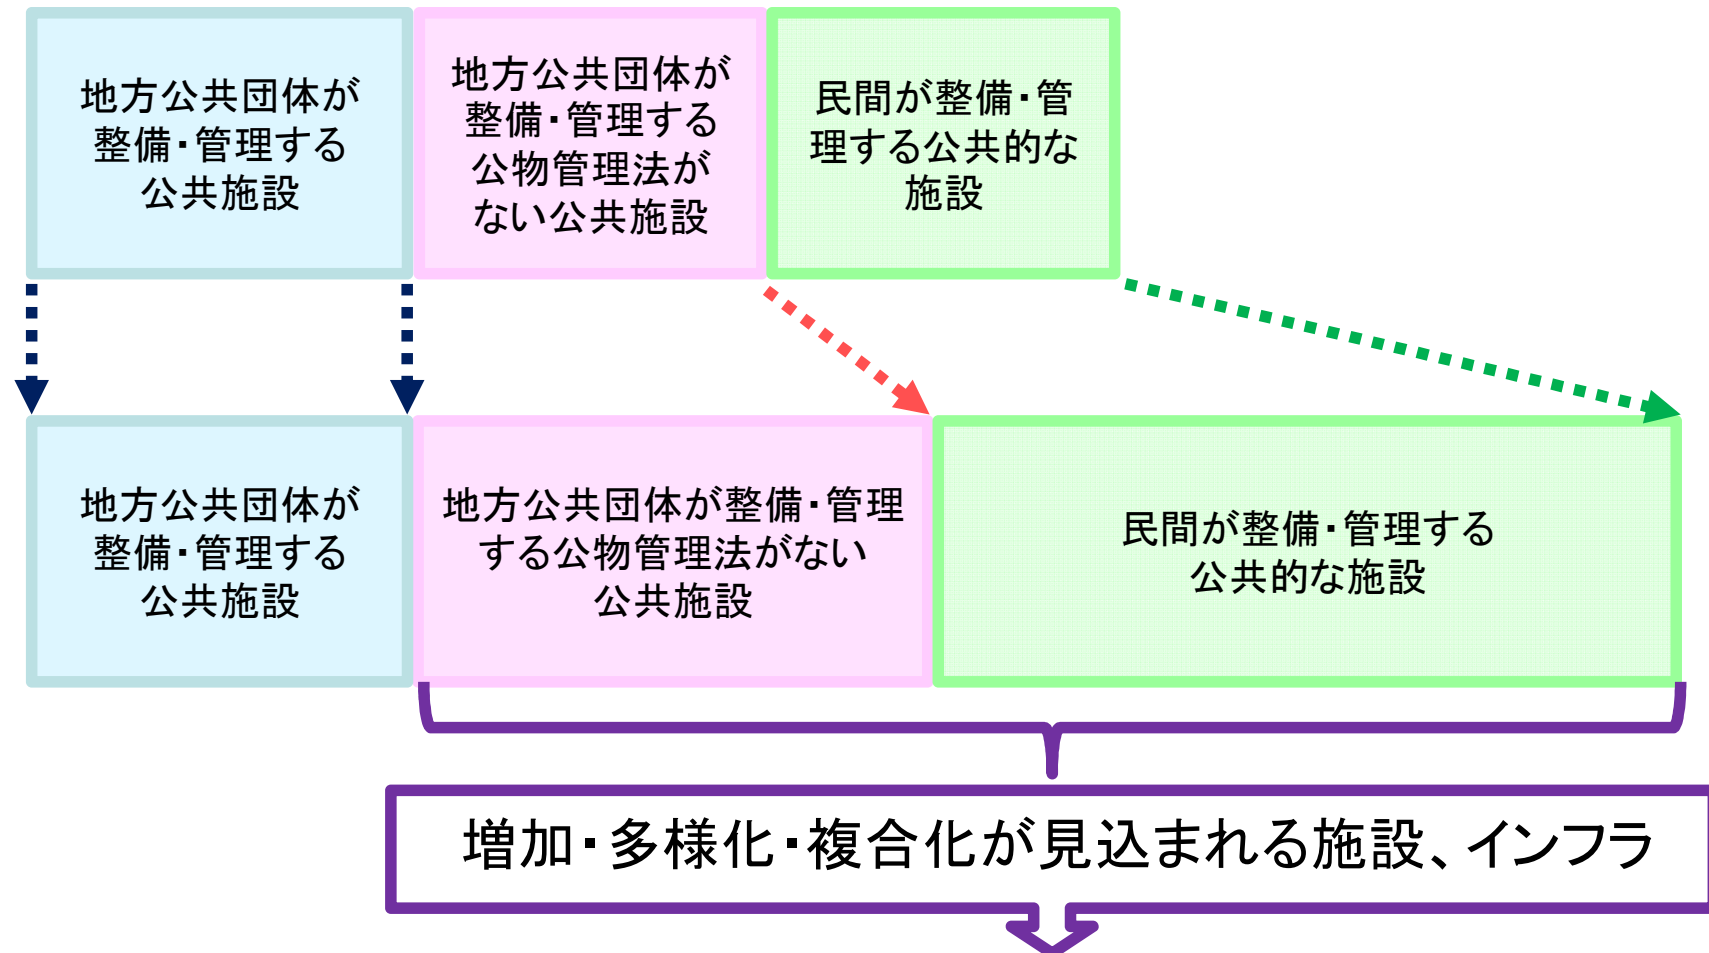 地方公共団体が
整備・管理する
公共施設
地方公共団体が
整備・管理する
公物管理法が
ない公共施設
民間が整備・管
理する公共的な
施設
地方公共団体が
整備・管理する
公共施設
地方公共団体が整備・管理
する公物管理法がない
公共施設
民間が整備・管理する
公共的な施設
増加・多様化・複合化が見込まれる施設、インフラ